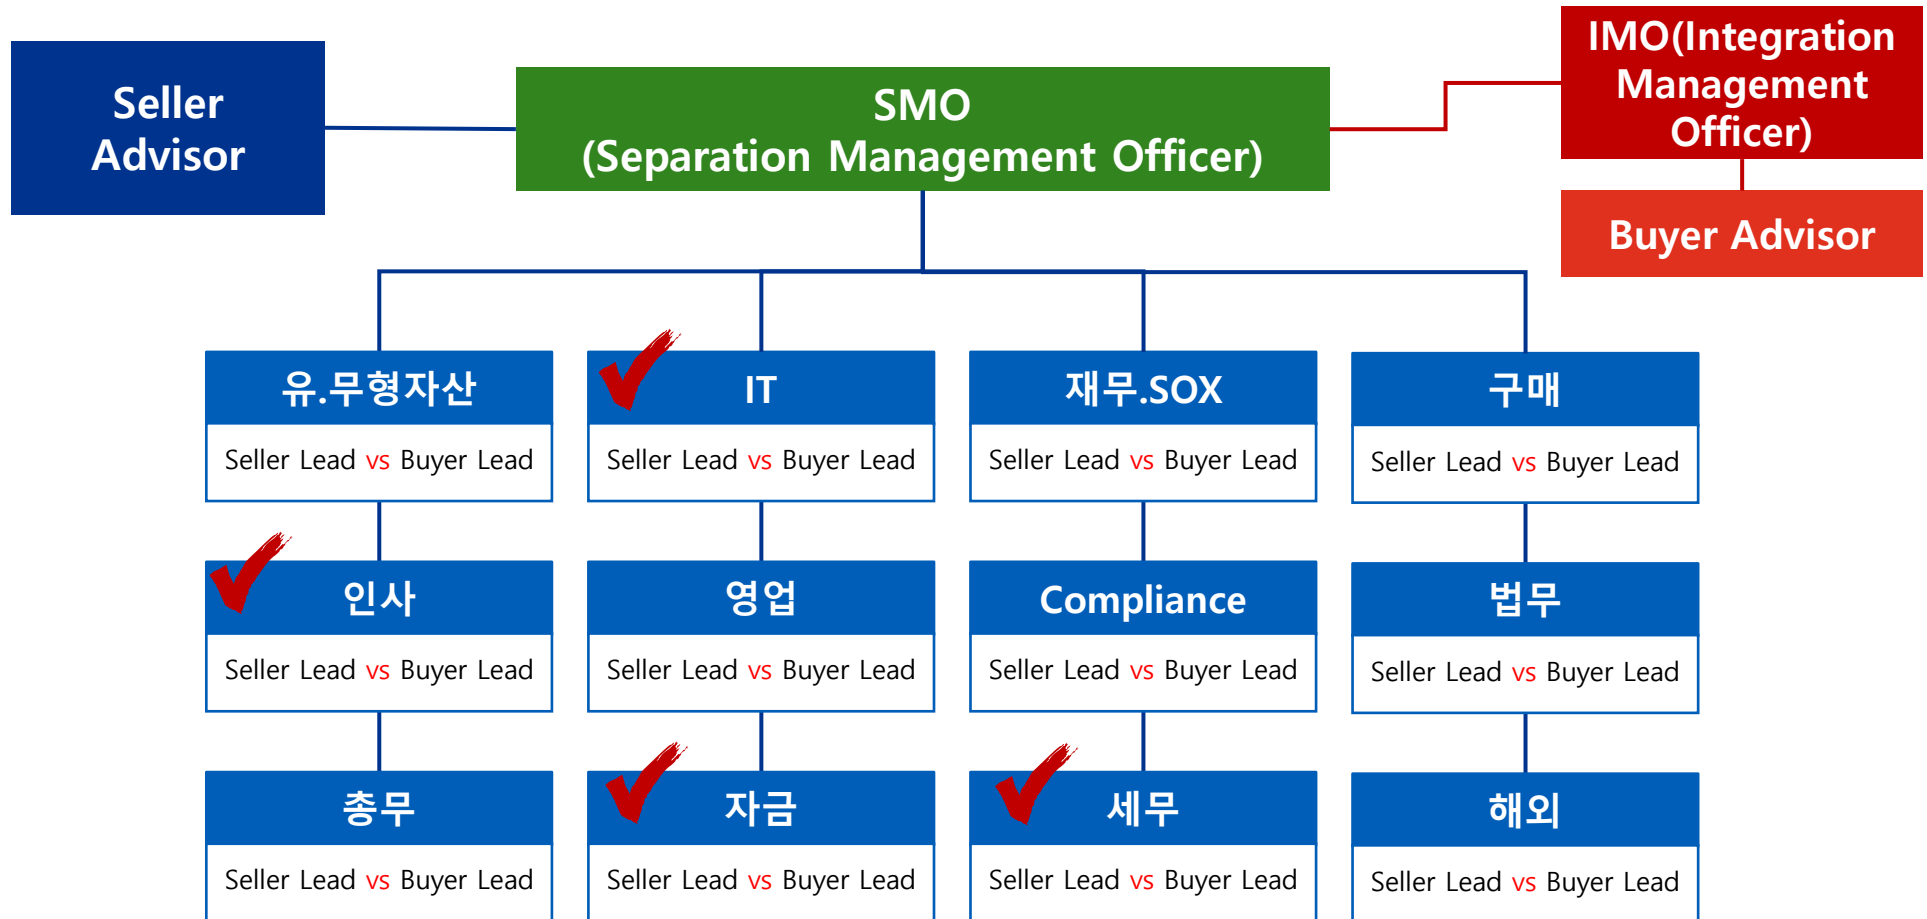 Seller
Advisor
SMO
(Separation Management Officer)
IMO(Integration
Management
Officer)
Buyer Advisor
유.무형자산
IT
재무.SOX
구매
Seller Lead vs Buyer Lead
Seller Lead vs Buyer Lead
Seller Lead vs Buyer Lead
Seller Lead vs Buyer Lead
인사
영업
Compliance
법무
Seller Lead vs Buyer Lead
Seller Lead vs Buyer Lead
Seller Lead vs Buyer Lead
Seller Lead vs Buyer Lead
총무
자금
세무
해외
Seller Lead vs Buyer Lead
Seller Lead vs Buyer Lead
Seller Lead vs Buyer Lead
Seller Lead vs Buyer Lead